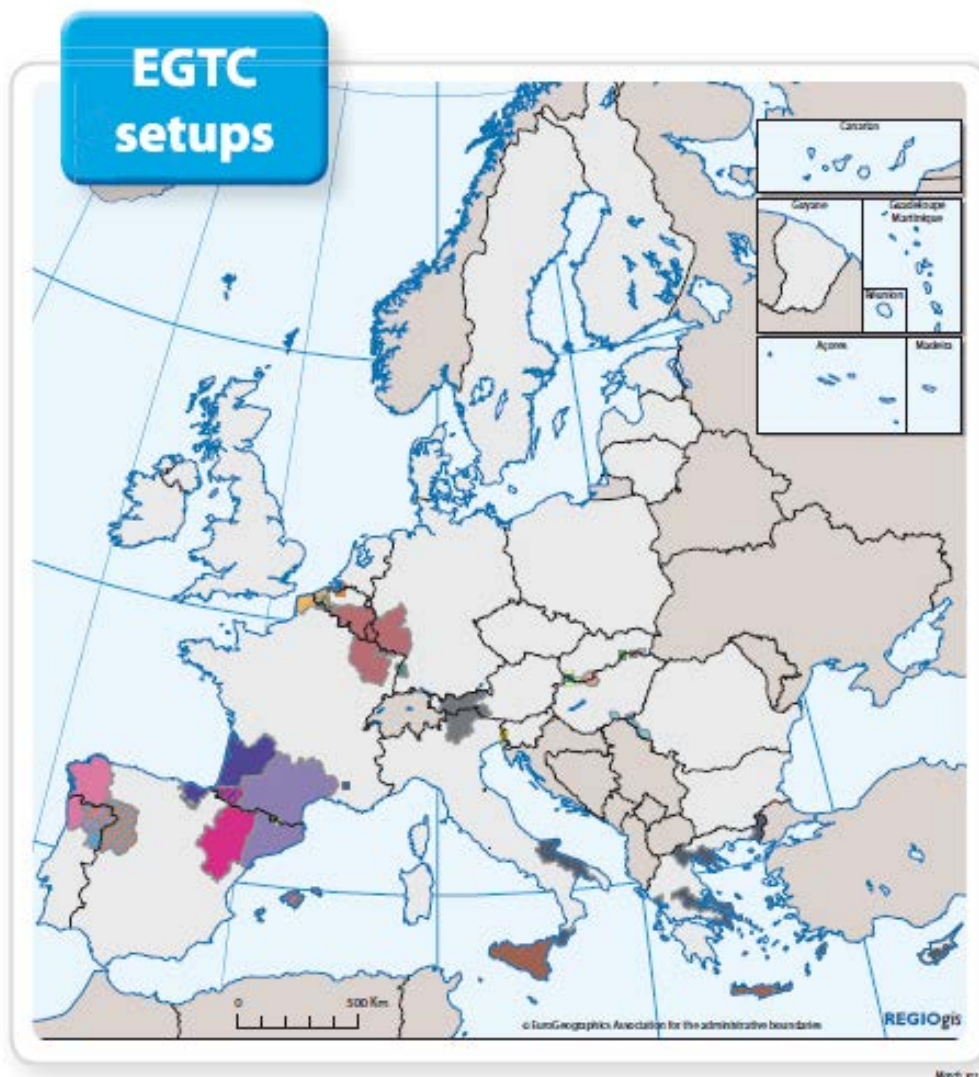 EGTC
setups
Canarias
Guyane
Guadeloupe
Martinique
Réunion
Açores
Madeira
0 500 Km
© EuroGeographics Association for the administrative boundaries
REGIOgis